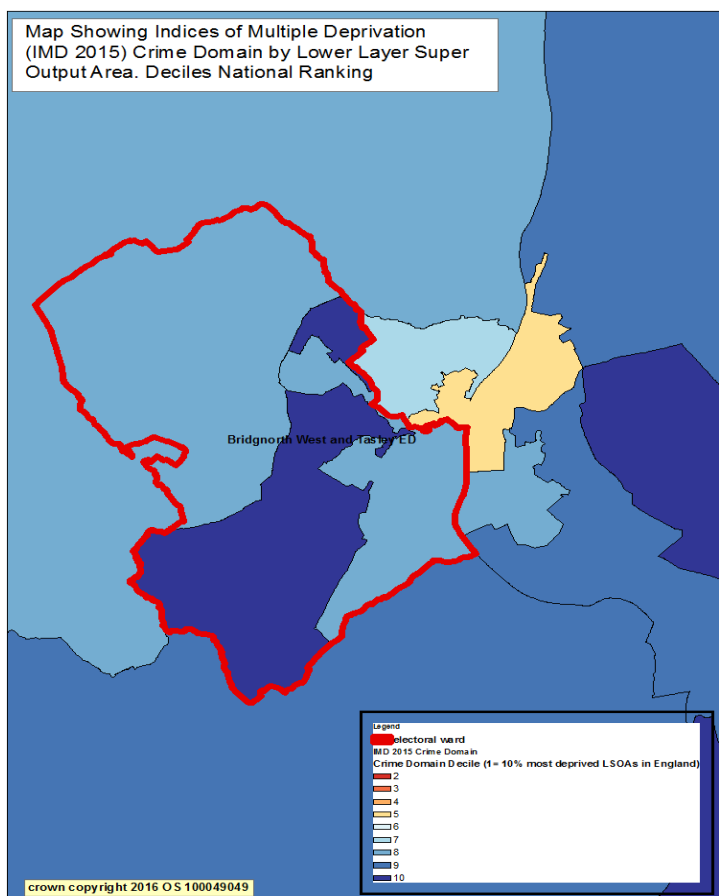 Map Showing Indices of Multiple Deprivation
(IMD 2015) Crime Domain by Lower Layer Super
Output Area. Deciles National Ranking
Bridgnorth West and Tasley ED
Legend
electoral ward
IMD 2015 Crime Domain
Crime Domain Decile (1= 10% most deprived LSOAs in England)
2
3
4
5
6
7
8
9
10
crown copyright 2016 OS 100049049